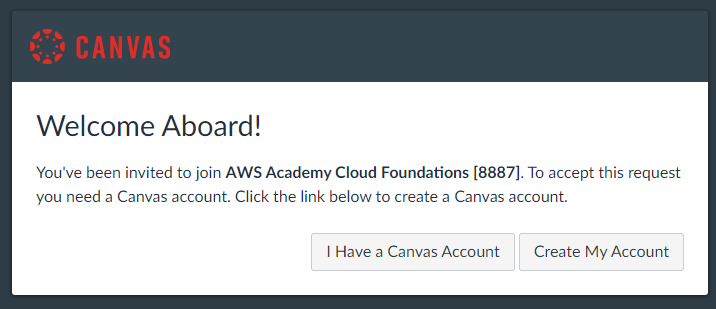 CANVAS
Welcome Aboard!
You've been invited to join AWS Academy Cloud Foundations [8887]. To accept this request
you need a Canvas account. Click the link below to create a Canvas account.
I Have a Canvas Account Create My Account